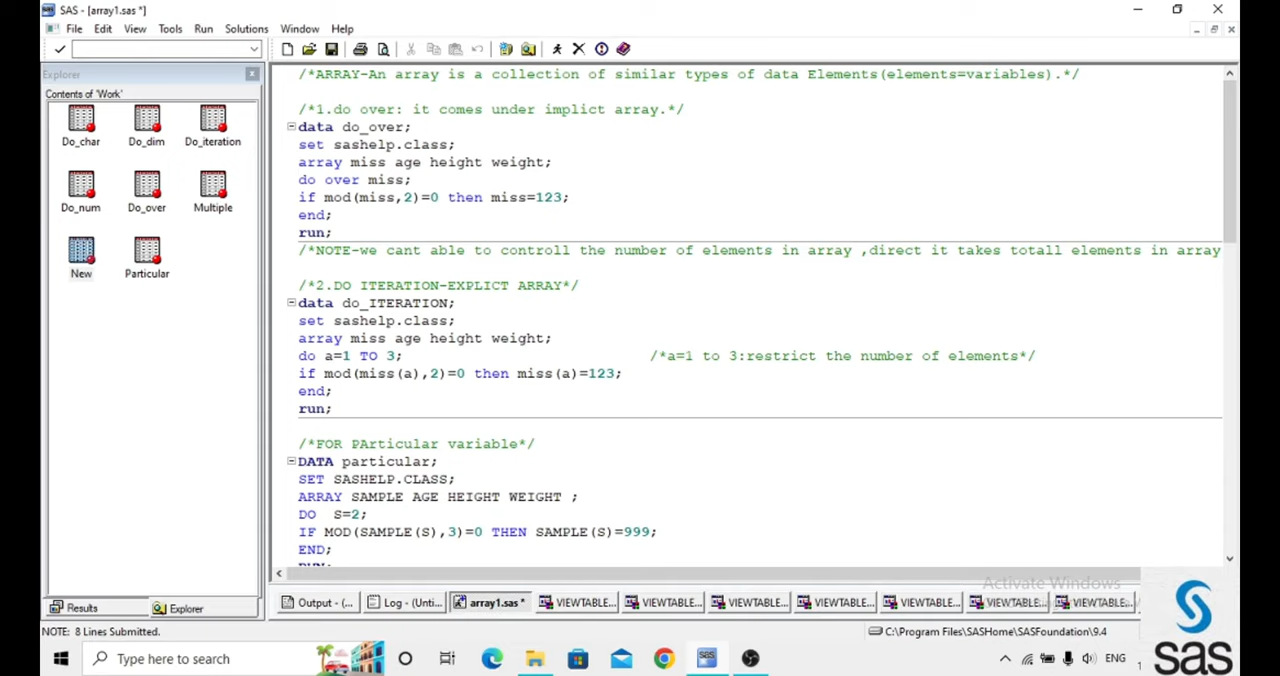 SAS - [array1.sas *]
File Edit View Tools Run Solutions Window Help
Explorer
Contents of 'Work'
Do_char Do_dim Do_iteration
Do_num Do_over Multiple
New Particular
/*ARRAY-An array is a collection of similar types of data Elements(elements=variables).*/
/*1.do over: it comes under implict array.*/
data do_over;
set sashelp.class;
array miss age height weight;
do over miss;
if mod(miss,2)=0 then miss=123;
end;
run;
/*NOTE-we cant able to controll the number of elements in array ,direct it takes totall elements in array
/*2.DO ITERATION-EXPLICT ARRAY*/
data do_ITERATION;
set sashelp.class;
array miss age height weight;
do a=1 TO 3; /*a=1 to 3:restrict the number of elements*/
if mod(miss(a),2)=0 then miss(a)=123;
end;
run;
/*FOR PArticular variable*/
DATA particular;
SET SASHELP.CLASS;
ARRAY SAMPLE AGE HEIGHT WEIGHT ;
DO S=2;
IF MOD(SAMPLE(S),3)=0 THEN SAMPLE(S)=999;
END;
RUN;
Activate Windows
Results Explorer
Output - (... Log - (Unti... array1.sas * VIEWTABLE... VIEWTABLE... VIEWTABLE... VIEWTABLE... VIEWTABLE... VIEWTABLE... VIEWTABLE...
NOTE: 8 Lines Submitted. C:\Program Files\SASHome\SASFoundation\9.4
Type here to search
ENG
sas